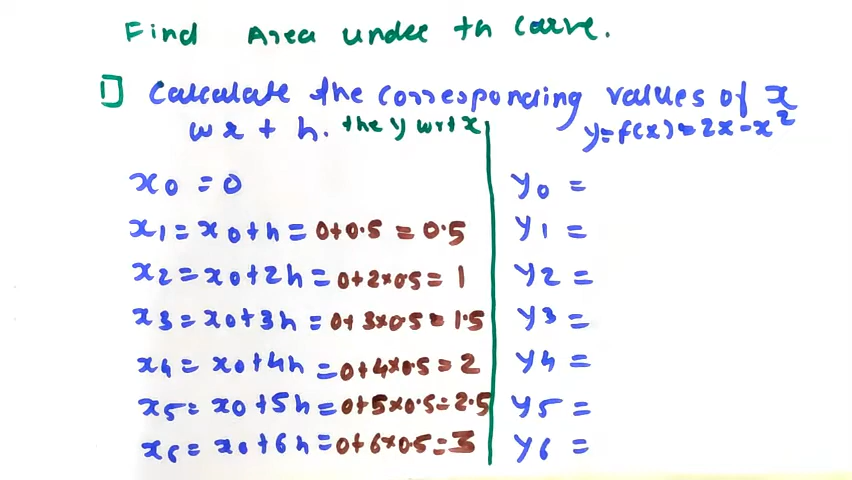 Find Area under th curve.
1] Calculate the corresponding values of x
w r t h. the y wrt x
y=f(x)=2x-x²
x0 = 0
y0 =
x1 = x0+h = 0+0.5 = 0.5
y1 =
x2 = x0+2h = 0+2×0.5 = 1
y2 =
x3 = x0+3h = 0+3×0.5 = 1.5
y3 =
x4 = x0+4h = 0+4×0.5 = 2
y4 =
x5 = x0+5h = 0+5×0.5 = 2.5
y5 =
x6 = x0+6h = 0+6×0.5 = 3
y6 =